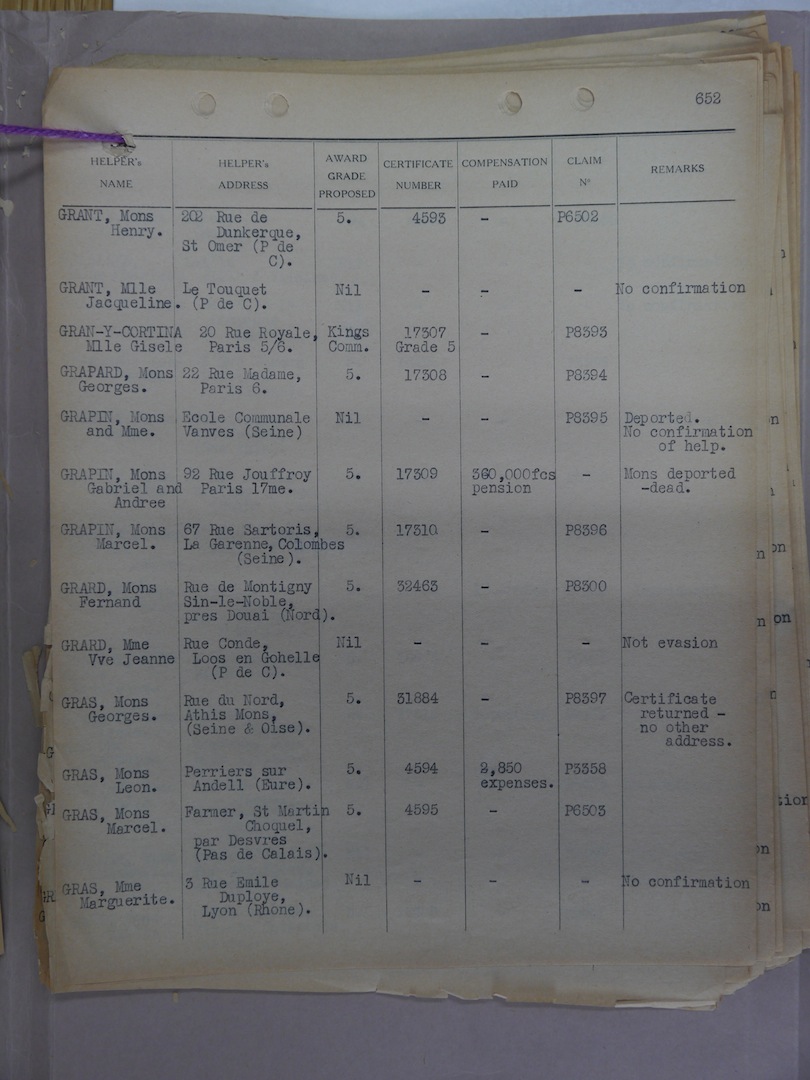 652
HELPER's NAME | HELPER's ADDRESS | AWARD GRADE PROPOSED | CERTIFICATE NUMBER | COMPENSATION PAID | CLAIM Nº | REMARKS
GRANT, Mons 202 Rue de 5. 4593 - P6502
Henry. Dunkerque,
St Omer (P de
C).
GRANT, Mlle Le Touquet Nil - - - No confirmation
Jacqueline. (P de C).
GRAN-Y-CORTINA 20 Rue Royale, Kings 17307 - P8393
Mlle Gisele Paris 5/6. Comm. Grade 5
GRAPARD, Mons 22 Rue Madame, 5. 17308 - P8394
Georges. Paris 6.
GRAPIN, Mons Ecole Communale Nil - - P8395 Deported.
and Mme. Vanves (Seine) No confirmation
of help.
GRAPIN, Mons 92 Rue Jouffroy 5. 17309 360,000fcs - Mons deported
Gabriel and Paris 17me. pension -dead.
Andree
GRAPIN, Mons 67 Rue Sartoris, 5. 17310 - P8396
Marcel. La Garenne, Colombes
(Seine).
GRARD, Mons Rue de Montigny 5. 32463 - P8300
Fernand Sin-le-Noble,
pres Douai (Nord).
GRARD, Mme Rue Conde, Nil - - - Not evasion
Vve Jeanne Loos en Gohelle
(P de C).
GRAS, Mons Rue du Nord, 5. 31884 - P8397 Certificate
Georges. Athis Mons, returned -
(Seine & Oise). no other
address.
GRAS, Mons Perriers sur 5. 4594 2,850 P3358
Leon. Andell (Eure). expenses.
GRAS, Mons Farmer, St Martin 5. 4595 - P6503
Marcel. Choquel,
par Desvres
(Pas de Calais).
GRAS, Mme 3 Rue Emile Nil - - - No confirmation
Marguerite. Duploye,
Lyon (Rhone).